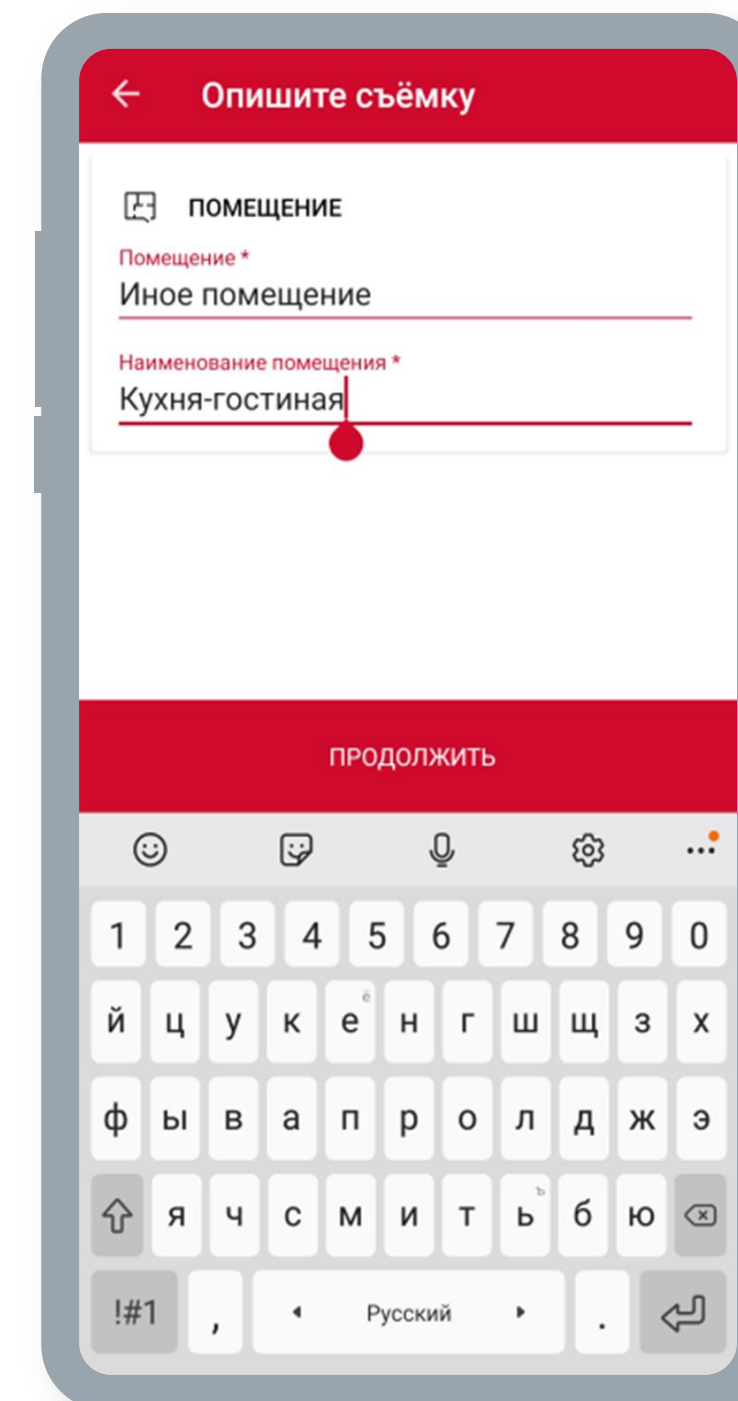 Опишите съёмку
ПОМЕЩЕНИЕ
Помещение *
Иное помещение
Наименование помещения *
Кухня-гостиная
ПРОДОЛЖИТЬ
1 2 3 4 5 6 7 8 9 0
й ц у к е ё н г ш щ з х
ф ы в а п р о л д ж э
я ч с м и т ь ъ б ю
!#1 , Русский .